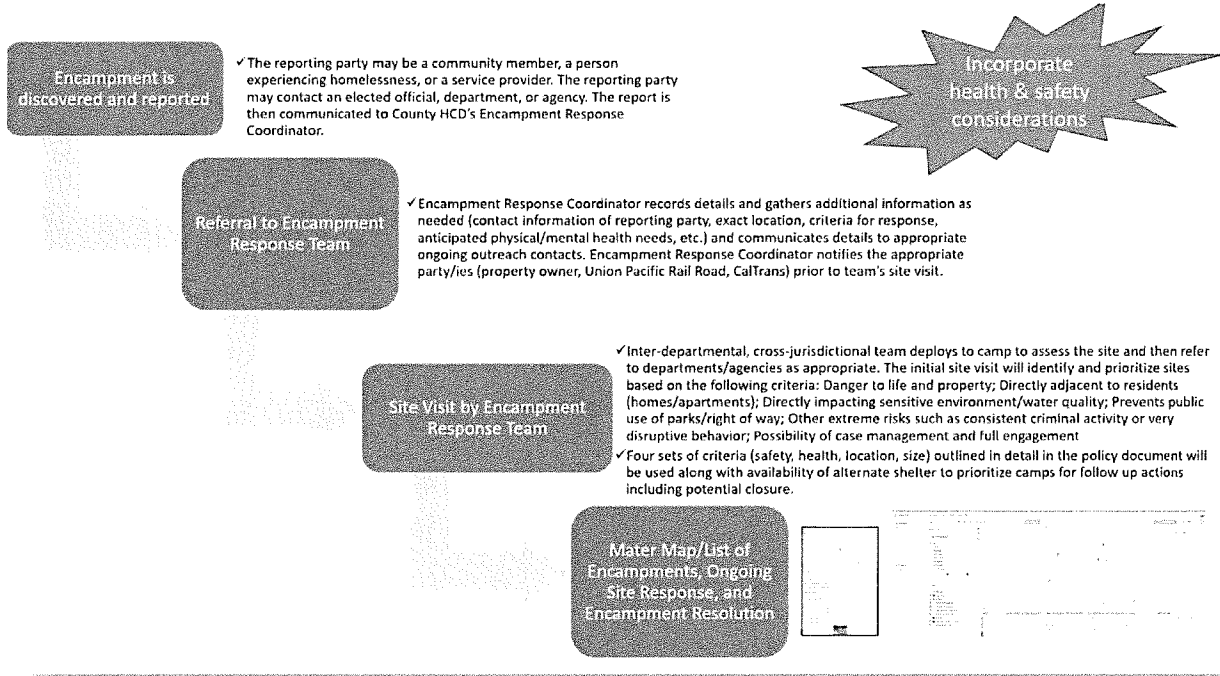 Encampment is
discovered and reported
✓ The reporting party may be a community member, a person
experiencing homelessness, or a service provider. The reporting party
may contact an elected official, department, or agency. The report is
then communicated to County HCD's Encampment Response
Coordinator.
Incorporate
health & safety
considerations
Referral to Encampment
Response Team
✓ Encampment Response Coordinator records details and gathers additional information as
needed (contact information of reporting party, exact location, criteria for response,
anticipated physical/mental health needs, etc.) and communicates details to appropriate
ongoing outreach contacts. Encampment Response Coordinator notifies the appropriate
party/ies (property owner, Union Pacific Rail Road, CalTrans) prior to team's site visit.
Site Visit by Encampment
Response Team
✓ Inter-departmental, cross-jurisdictional team deploys to camp to assess the site and then refer
to departments/agencies as appropriate. The initial site visit will identify and prioritize sites
based on the following criteria: Danger to life and property; Directly adjacent to residents
(homes/apartments); Directly impacting sensitive environment/water quality; Prevents public
use of parks/right of way; Other extreme risks such as consistent criminal activity or very
disruptive behavior; Possibility of case management and full engagement
✓ Four sets of criteria (safety, health, location, size) outlined in detail in the policy document will
be used along with availability of alternate shelter to prioritize camps for follow up actions
including potential closure.
Mater Map/List of
Encampments, Ongoing
Site Response, and
Encampment Resolution